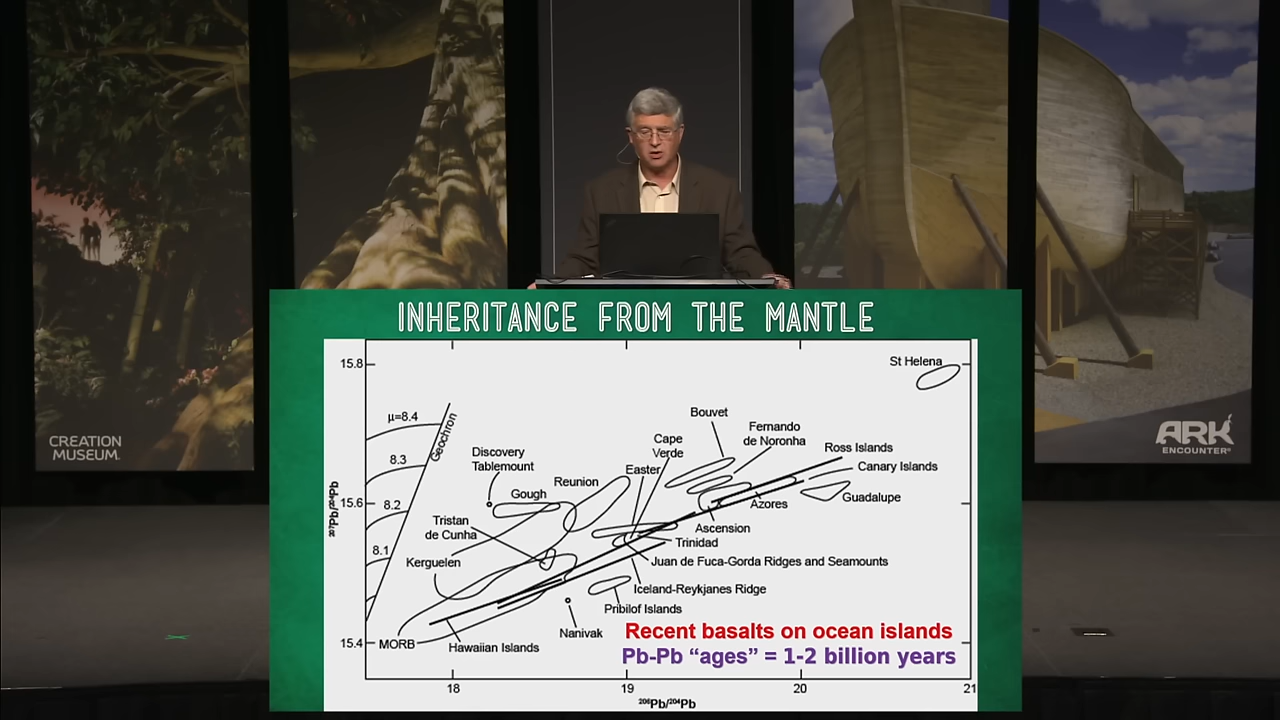 INHERITANCE FROM THE MANTLE
15.8
St Helena
μ=8.4
Geochron
8.3
8.2
8.1
Bouvet
Fernando
de Noronha
Cape
Verde
Ross Islands
Discovery
Tablemount
Easter
Canary Islands
Reunion
Gough
Guadalupe
15.6
Azores
207Pb/204Pb
Tristan
de Cunha
Ascension
Trinidad
Kerguelen
Juan de Fuca-Gorda Ridges and Seamounts
Iceland-Reykjanes Ridge
Pribilof Islands
Nanivak
Recent basalts on ocean islands
15.4
MORB
Hawaiian Islands
Pb-Pb “ages” = 1-2 billion years
18
19
20
21
206Pb/204Pb
CREATION
MUSEUM.
ARK
ENCOUNTER®